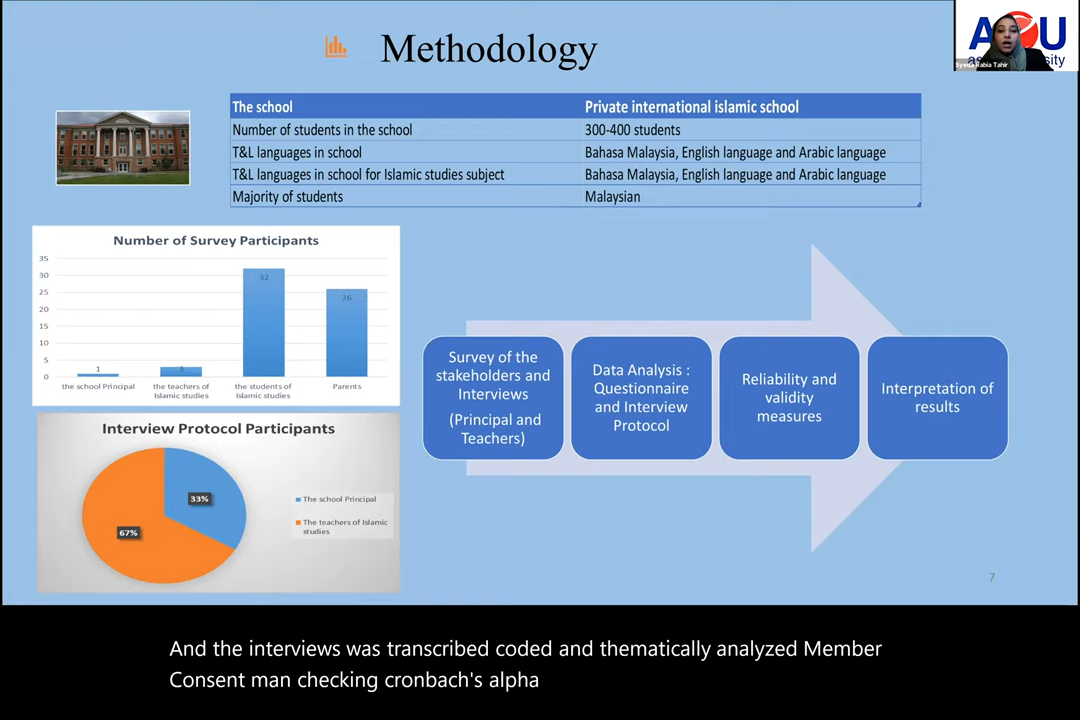 Methodology
A U
Syeda Rabia Tahir
The school Private international islamic school
Number of students in the school 300-400 students
T&L languages in school Bahasa Malaysia, English language and Arabic language
T&L languages in school for Islamic studies subject Bahasa Malaysia, English language and Arabic language
Majority of students Malaysian
Number of Survey Participants
35
30
25
20
15
10
5
0
1
3
32
26
the school Principal
the teachers of
Islamic studies
the students of
Islamic studies
Parents
Interview Protocol Participants
33%
67%
The school Principal
The teachers of Islamic
studies
Survey of the
stakeholders and
Interviews
(Principal and
Teachers)
Data Analysis :
Questionnaire
and Interview
Protocol
Reliability and
validity
measures
Interpretation of
results
7
And the interviews was transcribed coded and thematically analyzed Member
Consent man checking cronbach's alpha